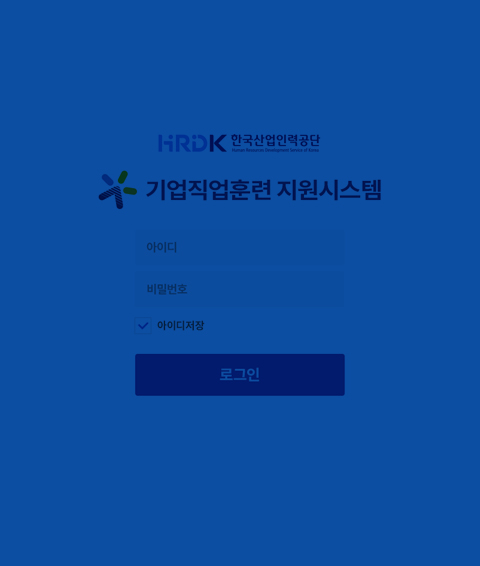 HRDK 한국산업인력공단
Human Resources Development Service of Korea
기업직업훈련 지원시스템
아이디
비밀번호
아이디저장
로그인